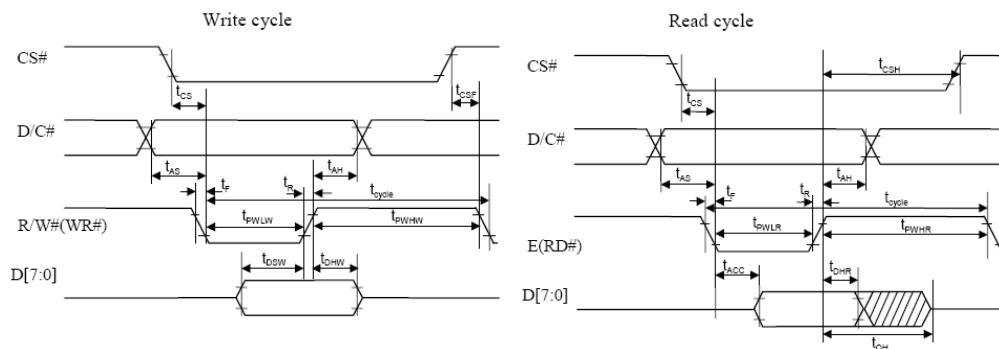 Write cycle
CS#
tCS
tCSF
D/C#
tAS
tF
tR
tAH
tcycle
R/W#(WR#)
tPWLW
tPWHW
D[7:0]
tDSW
tDHW
Read cycle
CS#
tCSH
tCS
D/C#
tAS
tF
tR
tAH
tcycle
E(RD#)
tPWLR
tPWHR
tACC
tDHR
D[7:0]
tOH